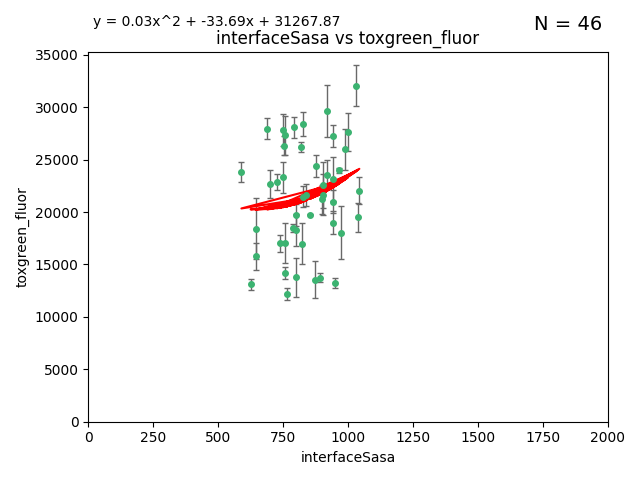 y = 0.03x^2 + -33.69x + 31267.87
N = 46
interfaceSasa vs toxgreen_fluor
35000
30000
25000
20000
15000
10000
5000
0
toxgreen_fluor
0 250 500 750 1000 1250 1500 1750 2000
interfaceSasa